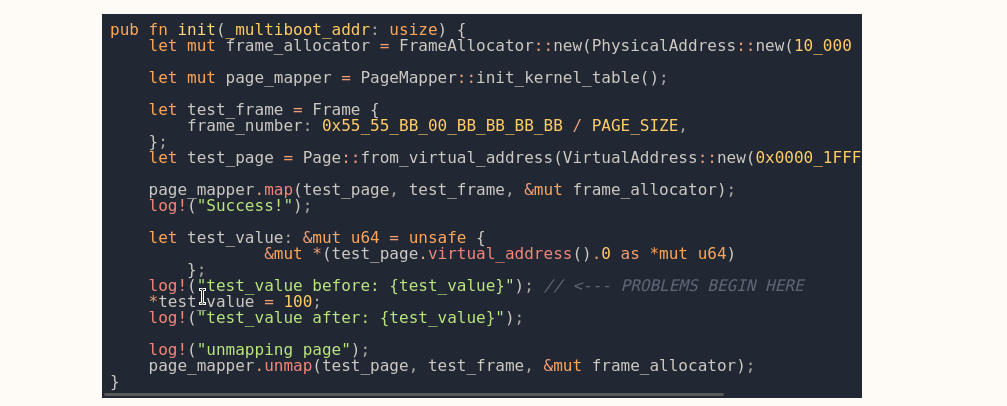 pub fn init(_multiboot_addr: usize) {
let mut frame_allocator = FrameAllocator::new(PhysicalAddress::new(10_000
let mut page_mapper = PageMapper::init_kernel_table();
let test_frame = Frame {
frame_number: 0x55_55_BB_00_BB_BB_BB_BB / PAGE_SIZE,
};
let test_page = Page::from_virtual_address(VirtualAddress::new(0x0000_1FFF
page_mapper.map(test_page, test_frame, &mut frame_allocator);
log!("Success!");
let test_value: &mut u64 = unsafe {
&mut *(test_page.virtual_address().0 as *mut u64)
};
log!("test_value before: {test_value}"); // <--- PROBLEMS BEGIN HERE
*test_value = 100;
log!("test_value after: {test_value}");
log!("unmapping page");
page_mapper.unmap(test_page, test_frame, &mut frame_allocator);
}